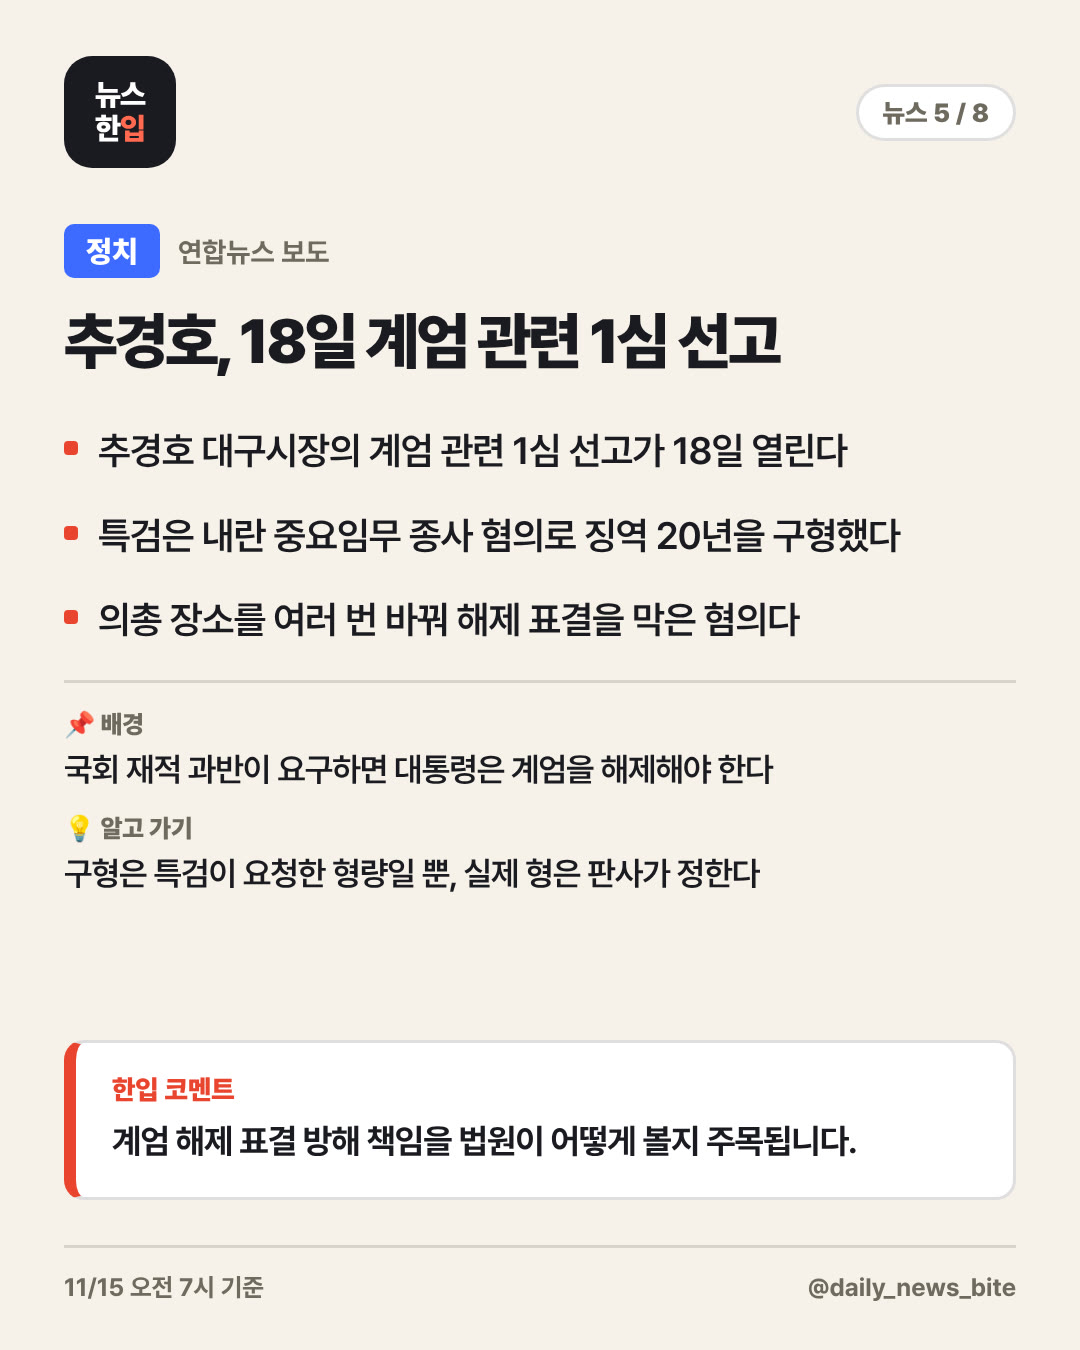 뉴스
한입
뉴스 5 / 8
정치 연합뉴스 보도
추경호, 18일 계엄 관련 1심 선고
추경호 대구시장의 계엄 관련 1심 선고가 18일 열린다
특검은 내란 중요임무 종사 혐의로 징역 20년을 구형했다
의총 장소를 여러 번 바꿔 해제 표결을 막은 혐의다
📌 배경
국회 재적 과반이 요구하면 대통령은 계엄을 해제해야 한다
💡 알고 가기
구형은 특검이 요청한 형량일 뿐, 실제 형은 판사가 정한다
한입 코멘트
계엄 해제 표결 방해 책임을 법원이 어떻게 볼지 주목됩니다.
11/15 오전 7시 기준
@daily_news_bite